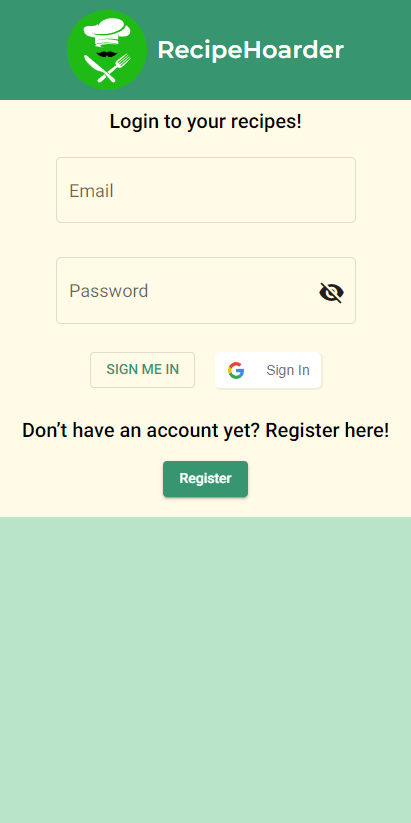 RecipeHoarder
Login to your recipes!
Email
Password
SIGN ME IN
Sign In
Don’t have an account yet? Register here!
Register